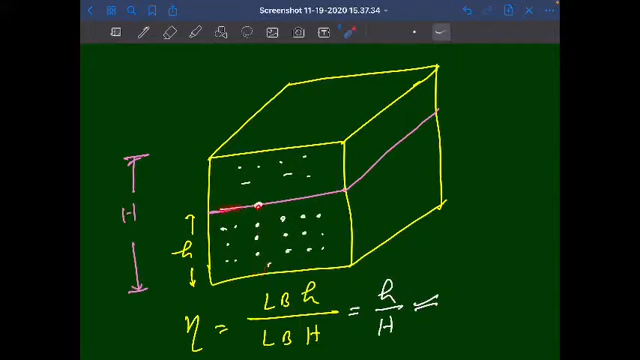 Screenshot 11-19-2020 15.37.34
H
h
η = LBh / LBH = h / H